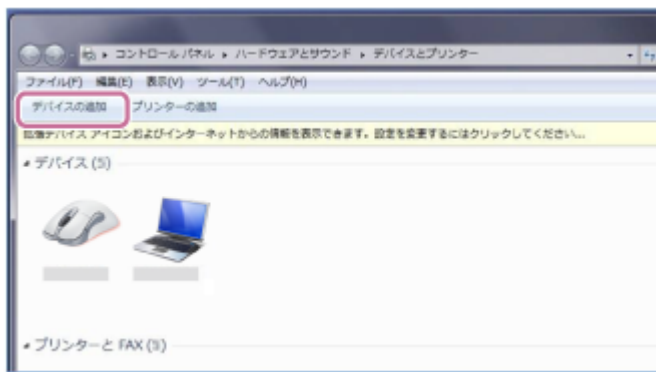 コントロール パネル ▸ ハードウェアとサウンド ▸ デバイスとプリンター
ファイル(F) 編集(E) 表示(V) ツール(T) ヘルプ(H)
デバイスの追加 プリンターの追加
拡張デバイス アイコンおよびインターネットからの情報を表示できます。設定を変更するにはクリックしてください...
デバイス (5)
プリンターと FAX (5)